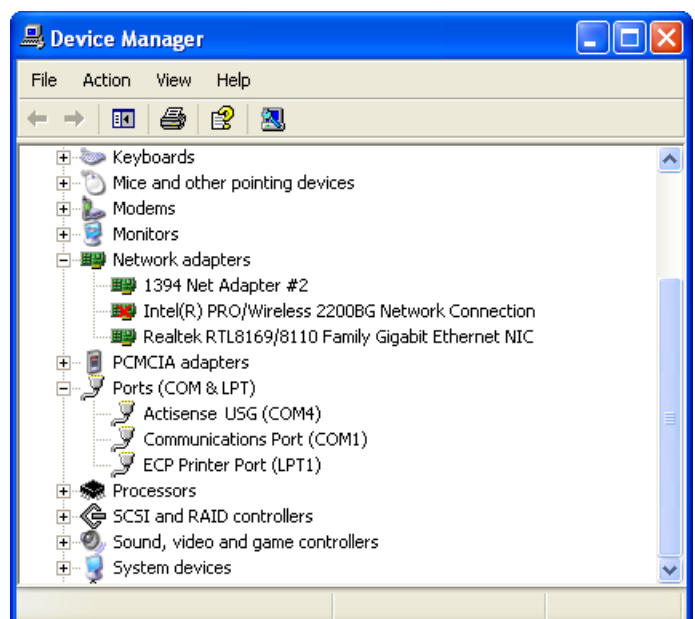 Device Manager
File Action View Help
Keyboards
Mice and other pointing devices
Modems
Monitors
Network adapters
1394 Net Adapter #2
Intel(R) PRO/Wireless 2200BG Network Connection
Realtek RTL8169/8110 Family Gigabit Ethernet NIC
PCMCIA adapters
Ports (COM & LPT)
Actisense USG (COM4)
Communications Port (COM1)
ECP Printer Port (LPT1)
Processors
SCSI and RAID controllers
Sound, video and game controllers
System devices